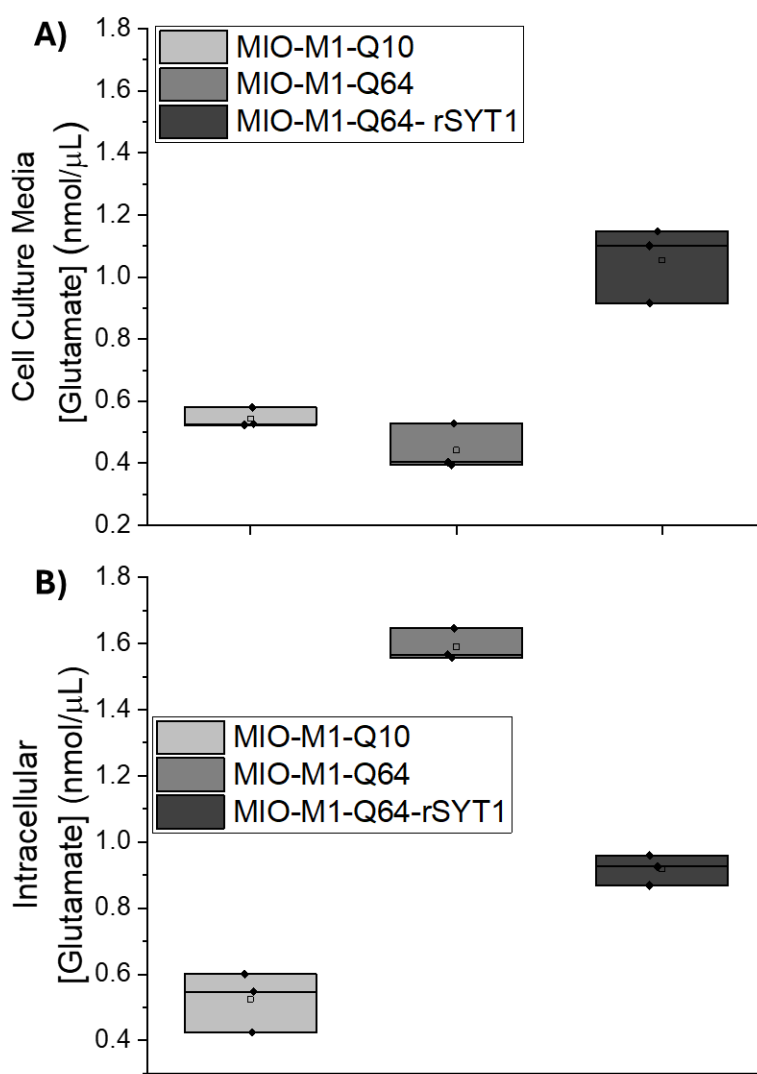 A)
1.8
1.6
1.4
1.2
1.0
0.8
0.6
0.4
0.2
Cell Culture Media
[Glutamate] (nmol/μL)
MIO-M1-Q10
MIO-M1-Q64
MIO-M1-Q64- rSYT1
B)
1.8
1.6
1.4
1.2
1.0
0.8
0.6
0.4
Intracellular
[Glutamate] (nmol/μL)
MIO-M1-Q10
MIO-M1-Q64
MIO-M1-Q64-rSYT1